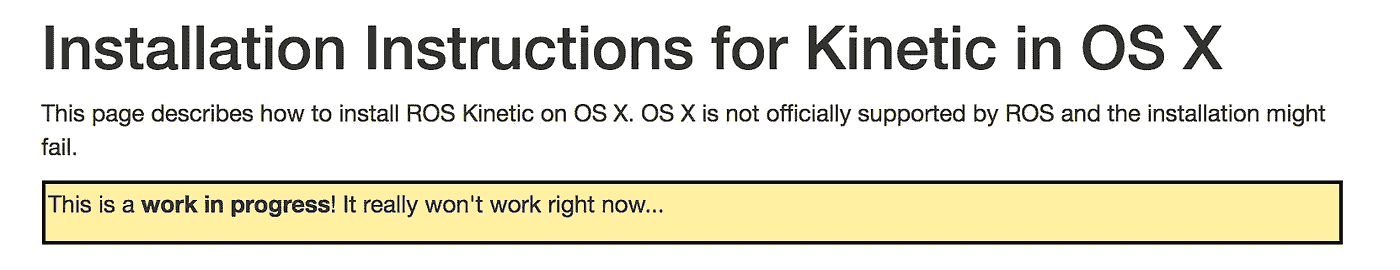 Installation Instructions for Kinetic in OS X
This page describes how to install ROS Kinetic on OS X. OS X is not officially supported by ROS and the installation might
fail.
This is a work in progress! It really won't work right now...